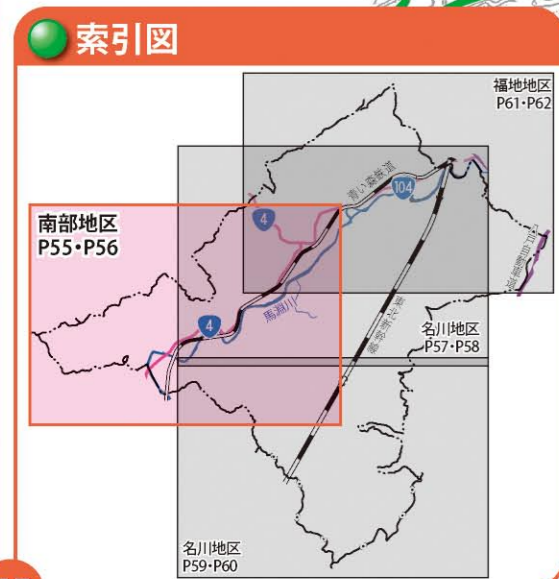 索引図
福地地区
P61・P62
青い森鉄道
104
4
南部地区
P55・P56
八戸自動車道
馬淵川
4
東北新幹線
名川地区
P57・P58
名川地区
P59・P60